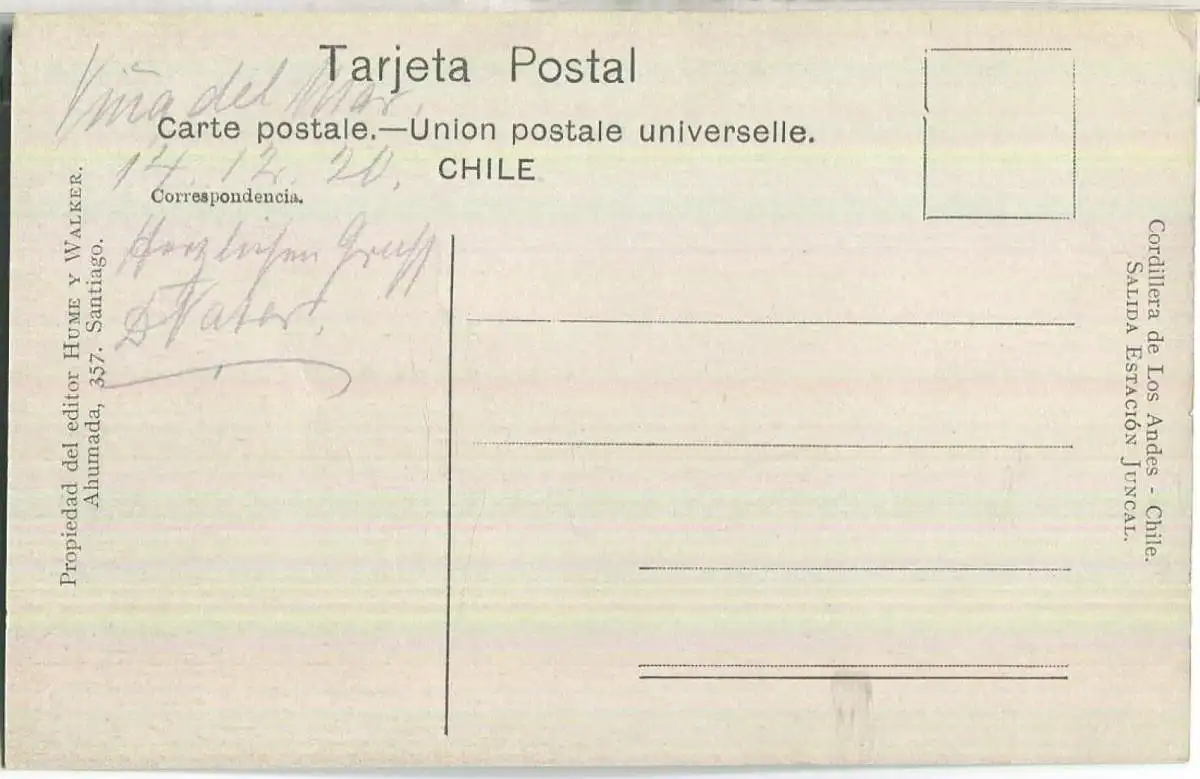 Tarjeta Postal
Viña del Mar,
Carte postale.—Union postale universelle.
14.12.20.
CHILE
Correspondencia.
Herzlichen Gruss
D Vater.
Propiedad del editor HUME Y WALKER.
Ahumada, 357. Santiago.
Cordillera de Los Andes - Chile.
SALIDA ESTACIÓN JUNCAL.